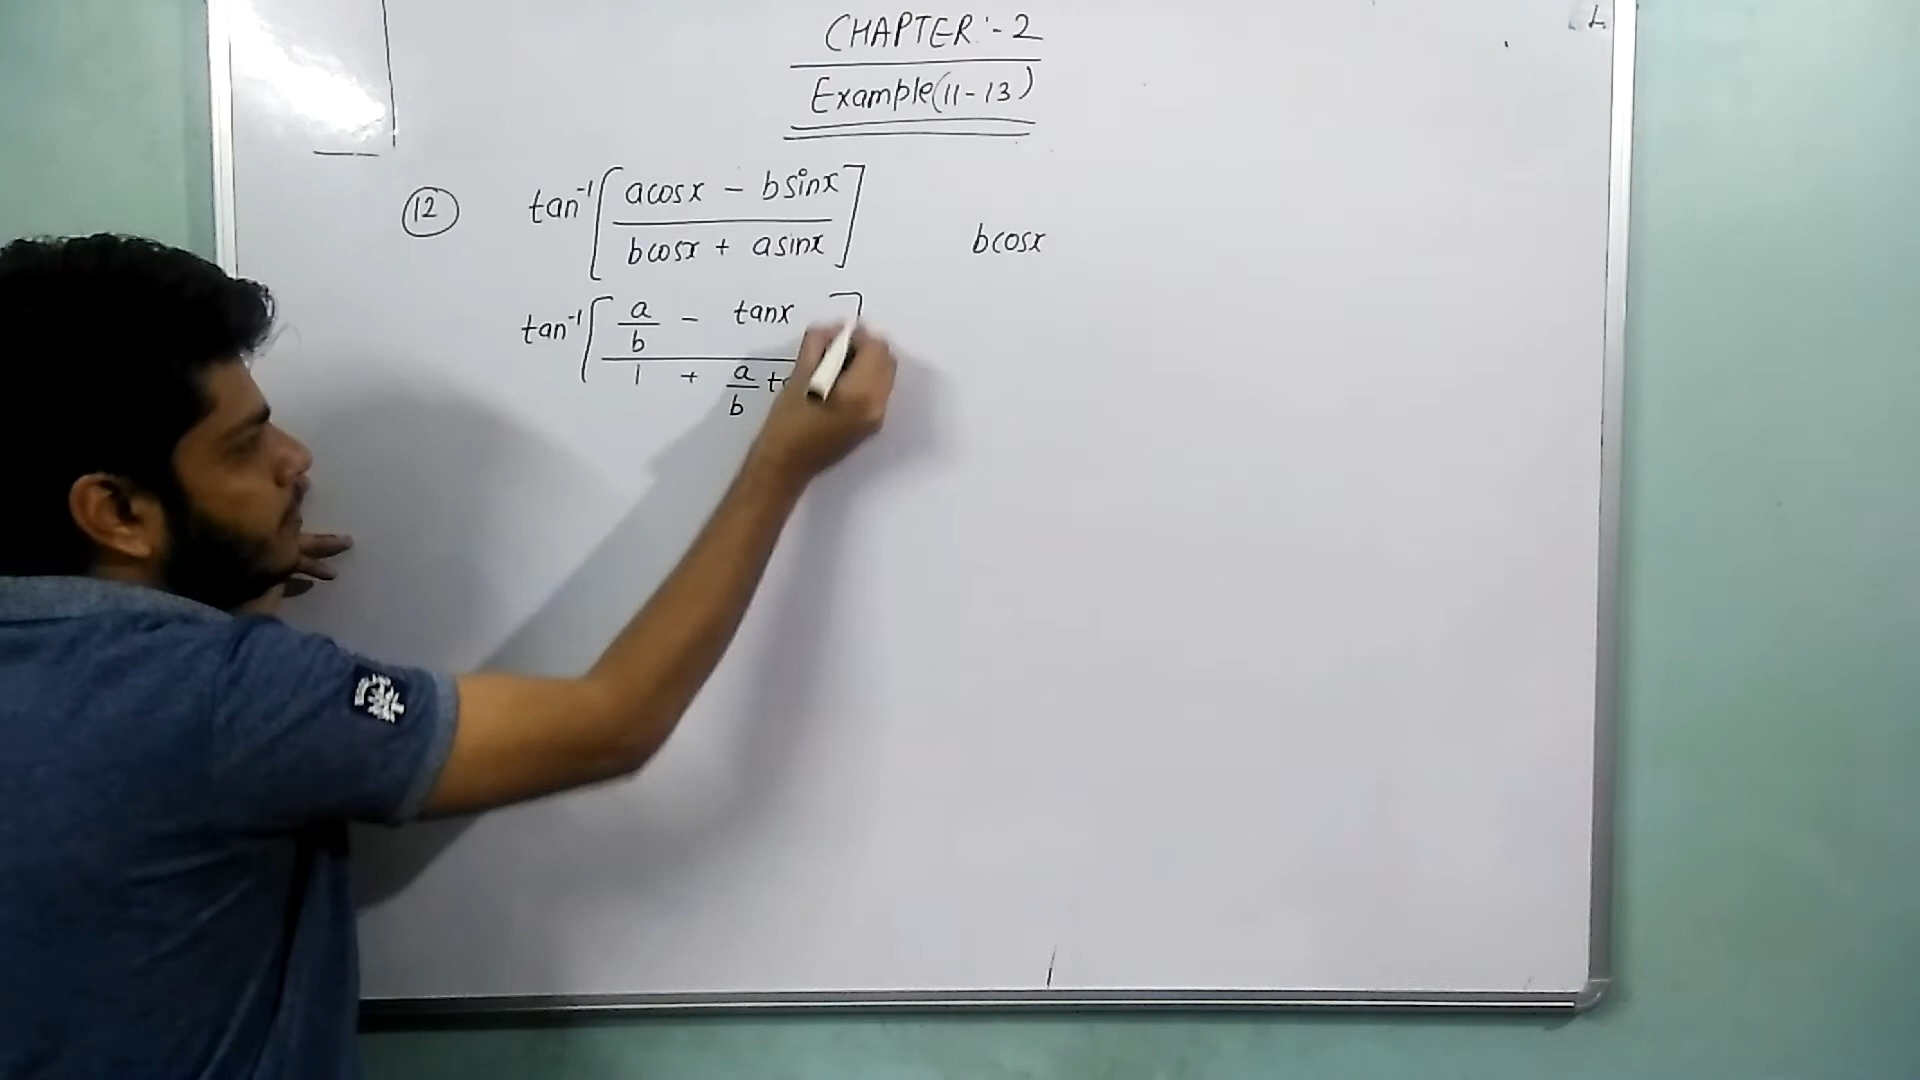 CHAPTER :- 2
Example (11-13)
12 tan⁻¹[ acosx - bsinx
bcosx + asinx ] bcosx
tan⁻¹[ a/b - tanx ]
1 + a/b
L